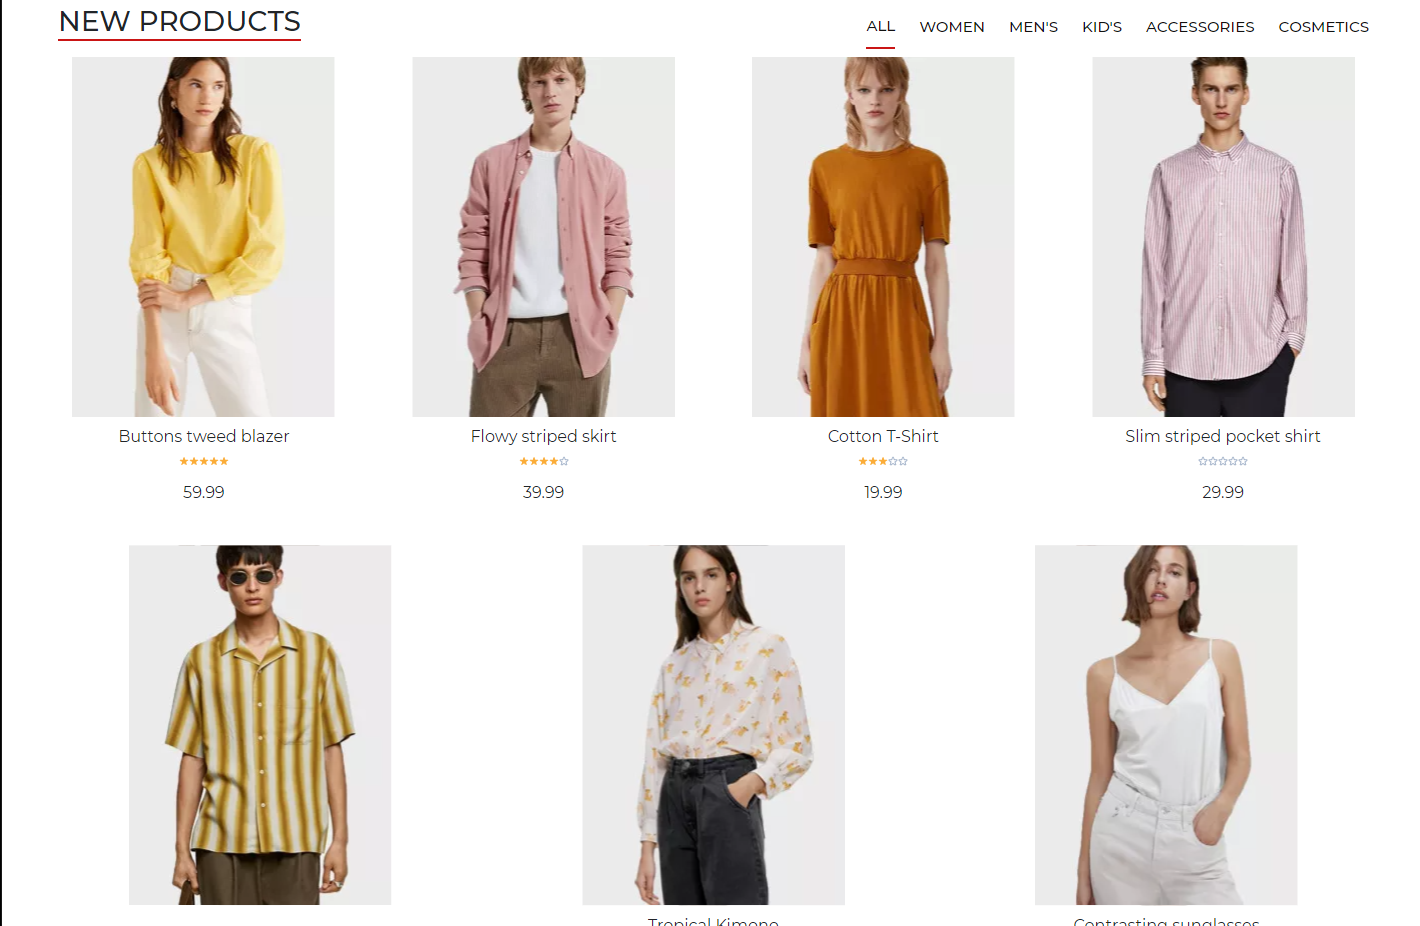 NEW PRODUCTS
ALL WOMEN MEN'S KID'S ACCESSORIES COSMETICS
Buttons tweed blazer Flowy striped skirt Cotton T-Shirt Slim striped pocket shirt
59.99 39.99 19.99 29.99
Tropical Kimono Contrasting sunglasses